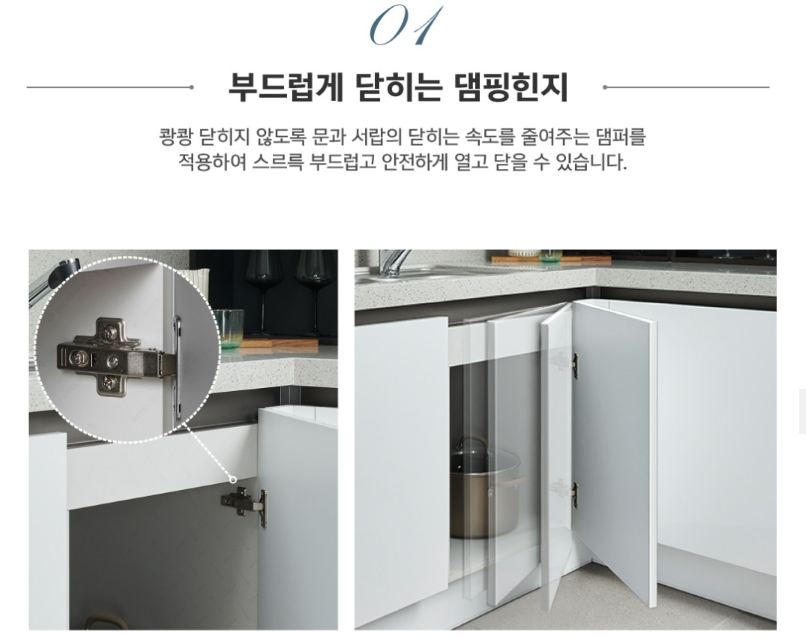 01
부드럽게 닫히는 댐핑힌지
쾅쾅 닫히지 않도록 문과 서랍의 닫히는 속도를 줄여주는 댐퍼를
적용하여 스르륵 부드럽고 안전하게 열고 닫을 수 있습니다.